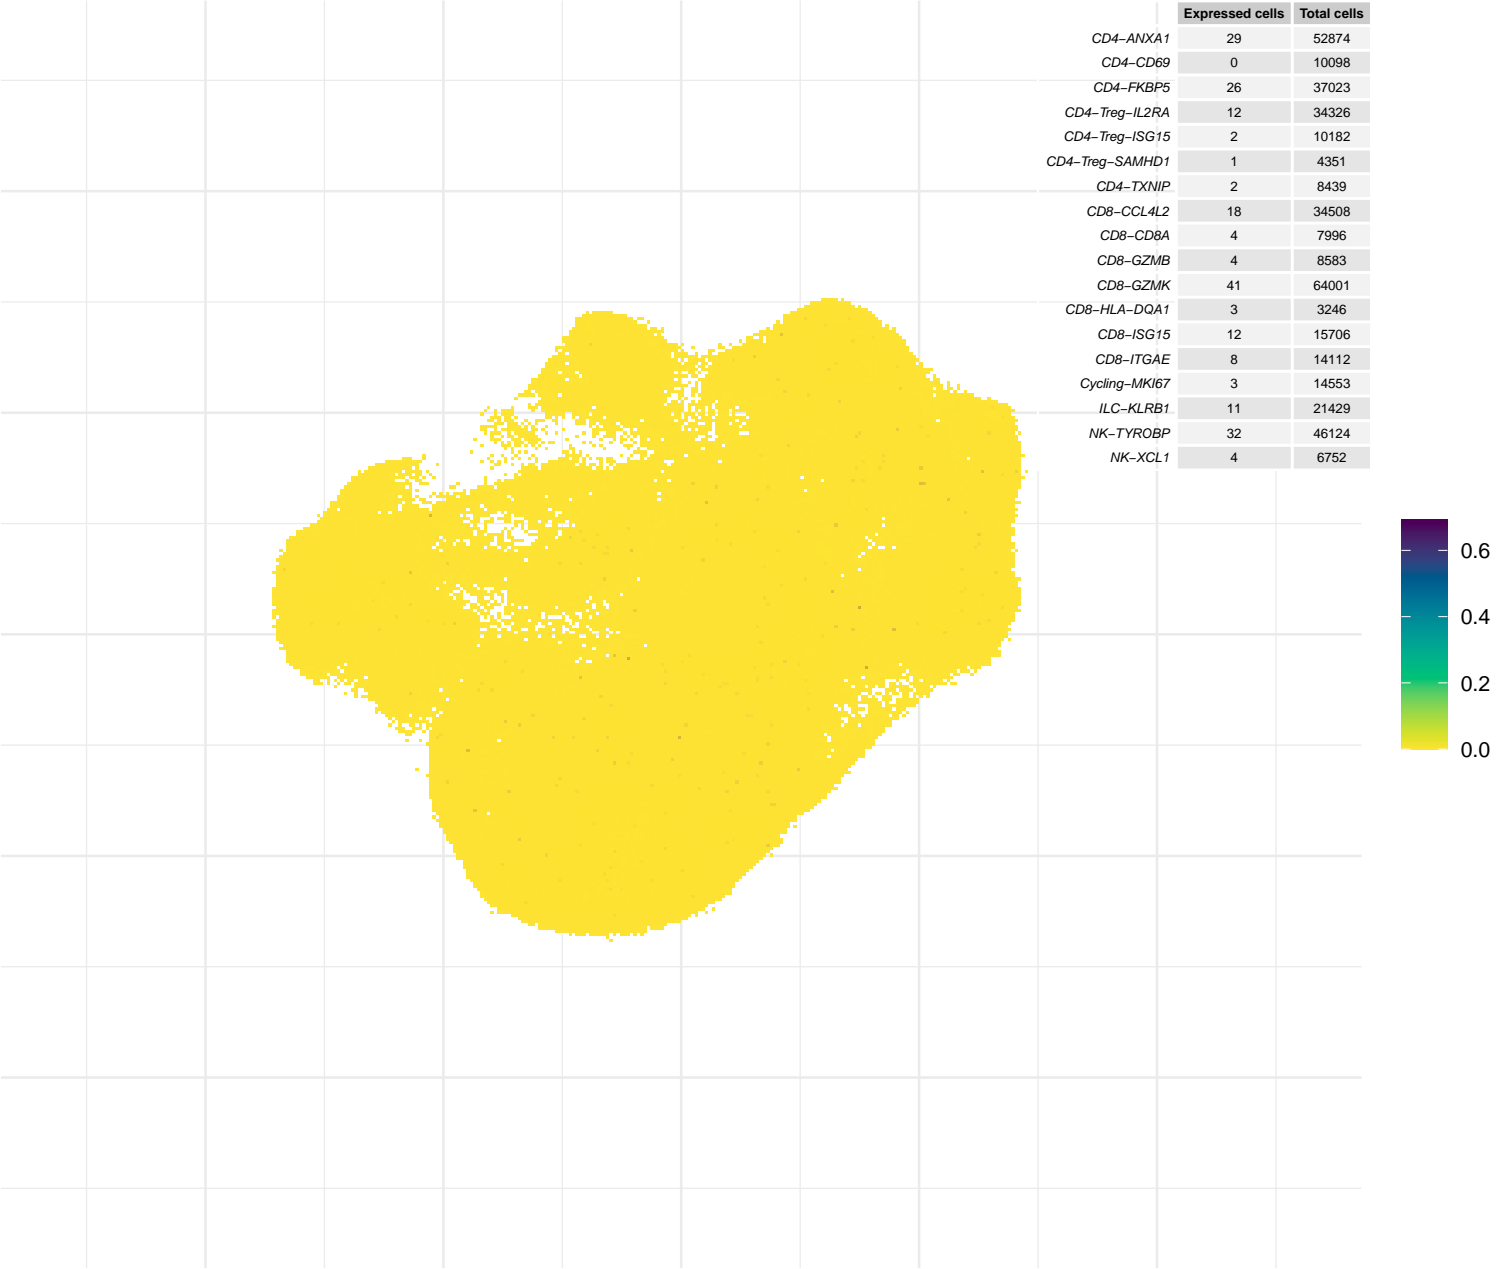 Expressed cells Total cells
CD4−ANXA1 29 52874
CD4−CD69 0 10098
CD4−FKBP5 26 37023
CD4−Treg−IL2RA 12 34326
CD4−Treg−ISG15 2 10182
CD4−Treg−SAMHD1 1 4351
CD4−TXNIP 2 8439
CD8−CCL4L2 18 34508
CD8−CD8A 4 7996
CD8−GZMB 4 8583
CD8−GZMK 41 64001
CD8−HLA−DQA1 3 3246
CD8−ISG15 12 15706
CD8−ITGAE 8 14112
Cycling−MKI67 3 14553
ILC−KLRB1 11 21429
NK−TYROBP 32 46124
NK−XCL1 4 6752
0.6
0.4
0.2
0.0